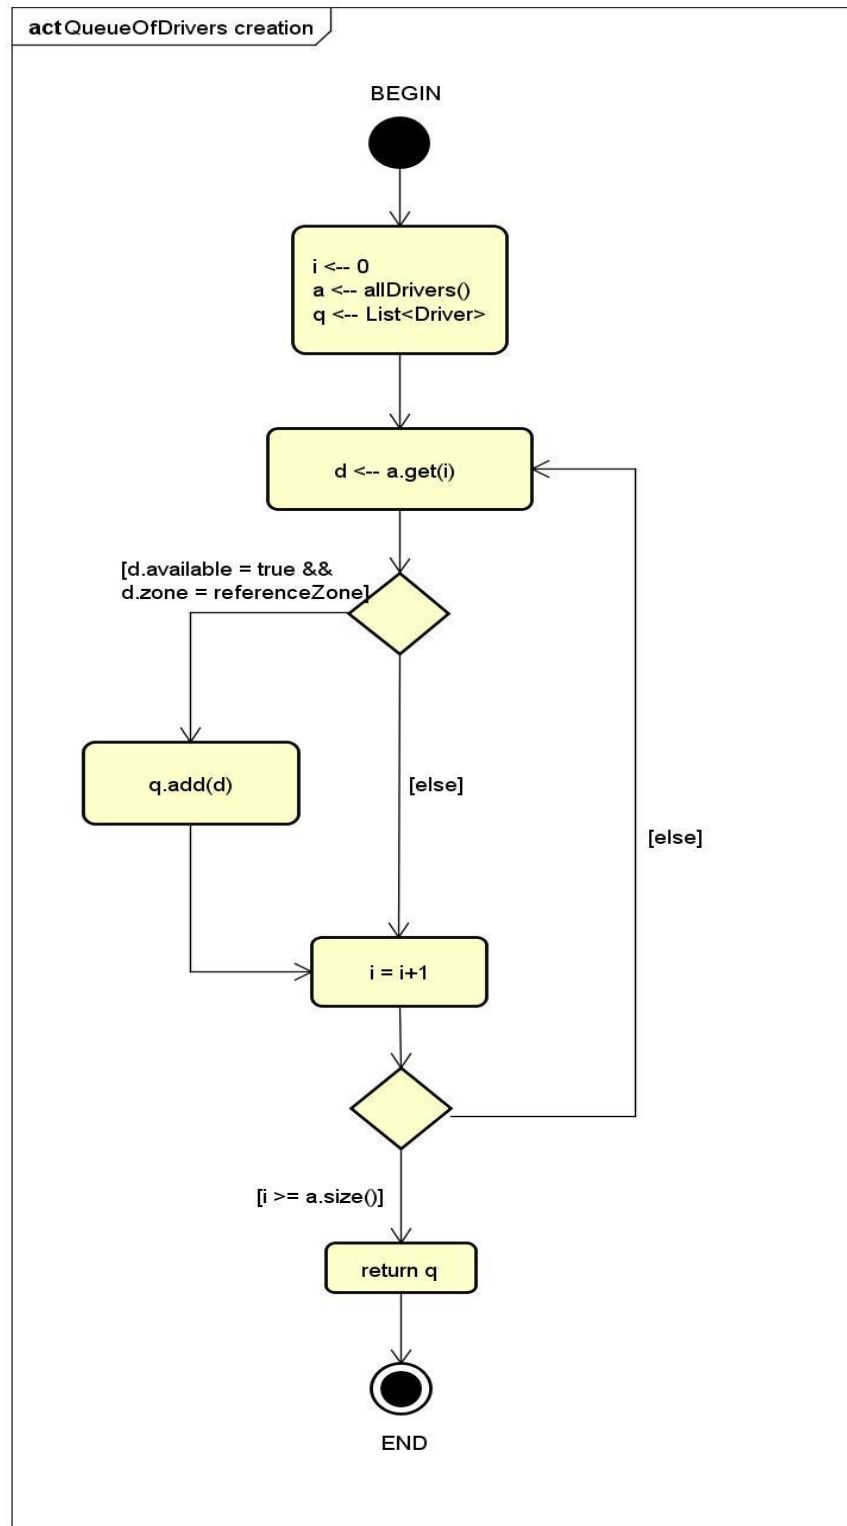 act QueueOfDrivers creation
BEGIN
i <-- 0
a <-- allDrivers()
q <-- List<Driver>
d <-- a.get(i)
[d.available = true &&
d.zone = referenceZone]
q.add(d)
[else]
[else]
i = i+1
[i >= a.size()]
return q
END